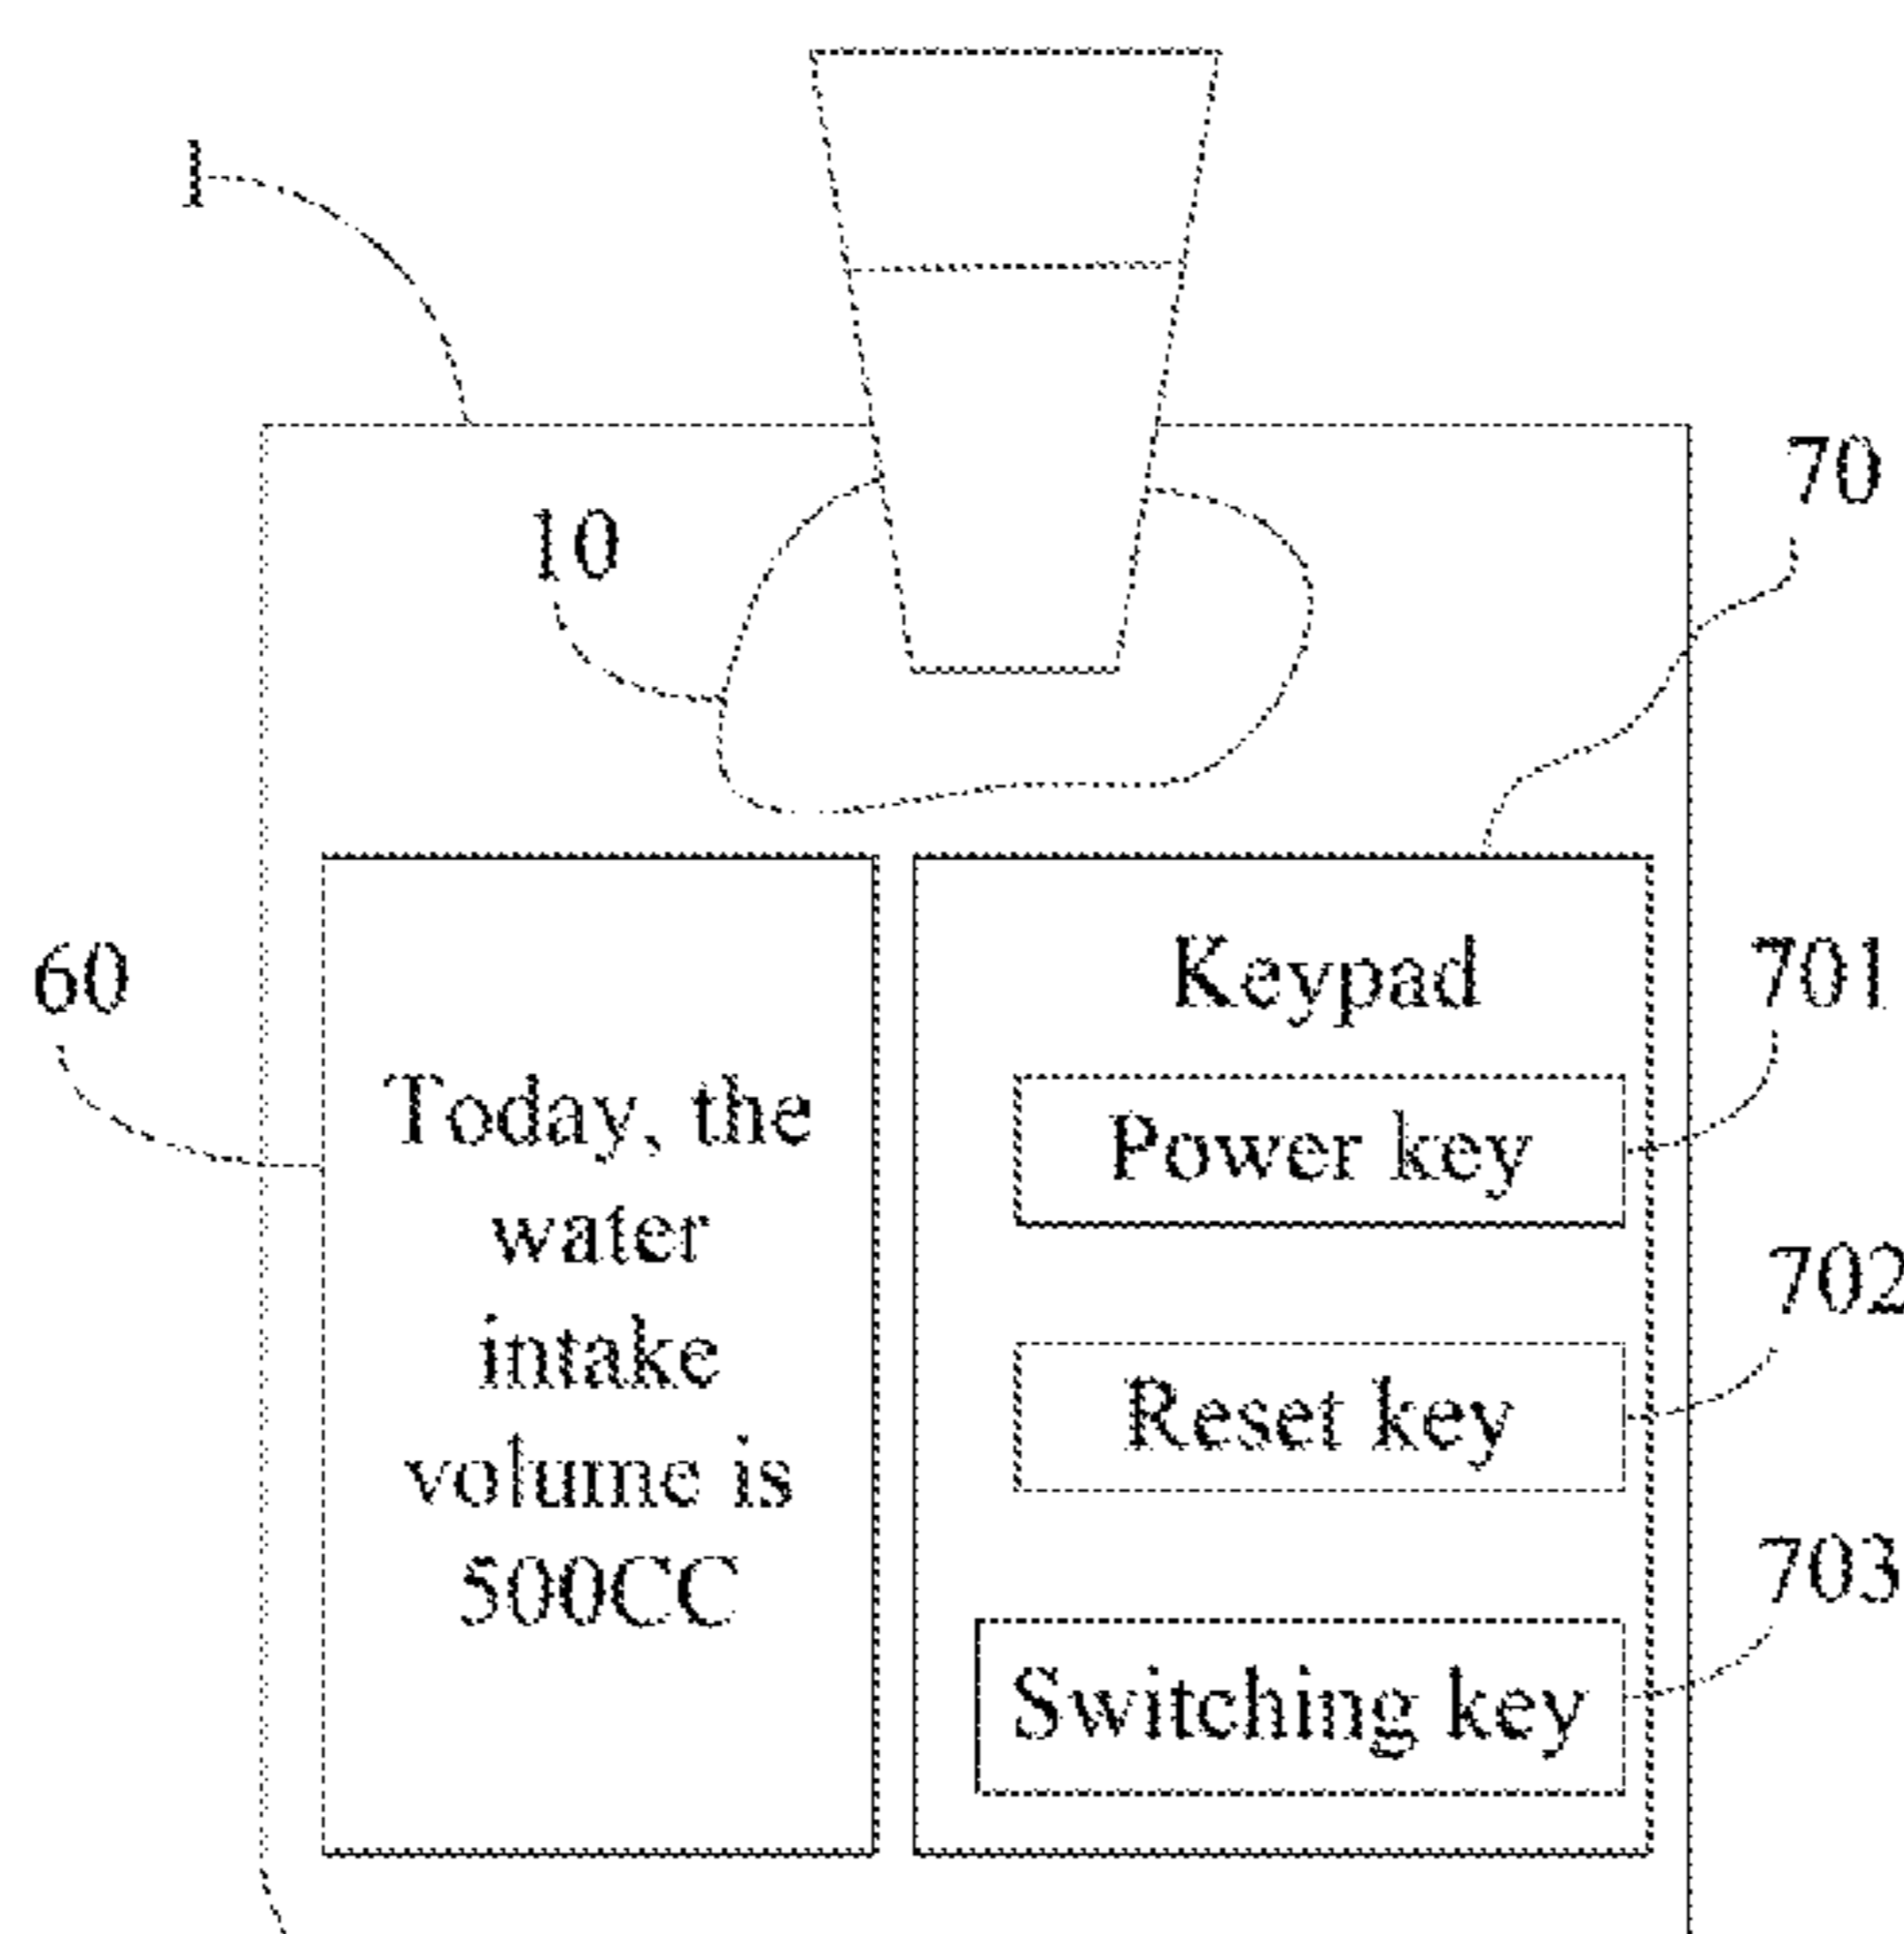 1
70
10
60
Today, the
water
intake
volume is
500CC
Keypad
701
Power key
702
Reset key
703
Switching key